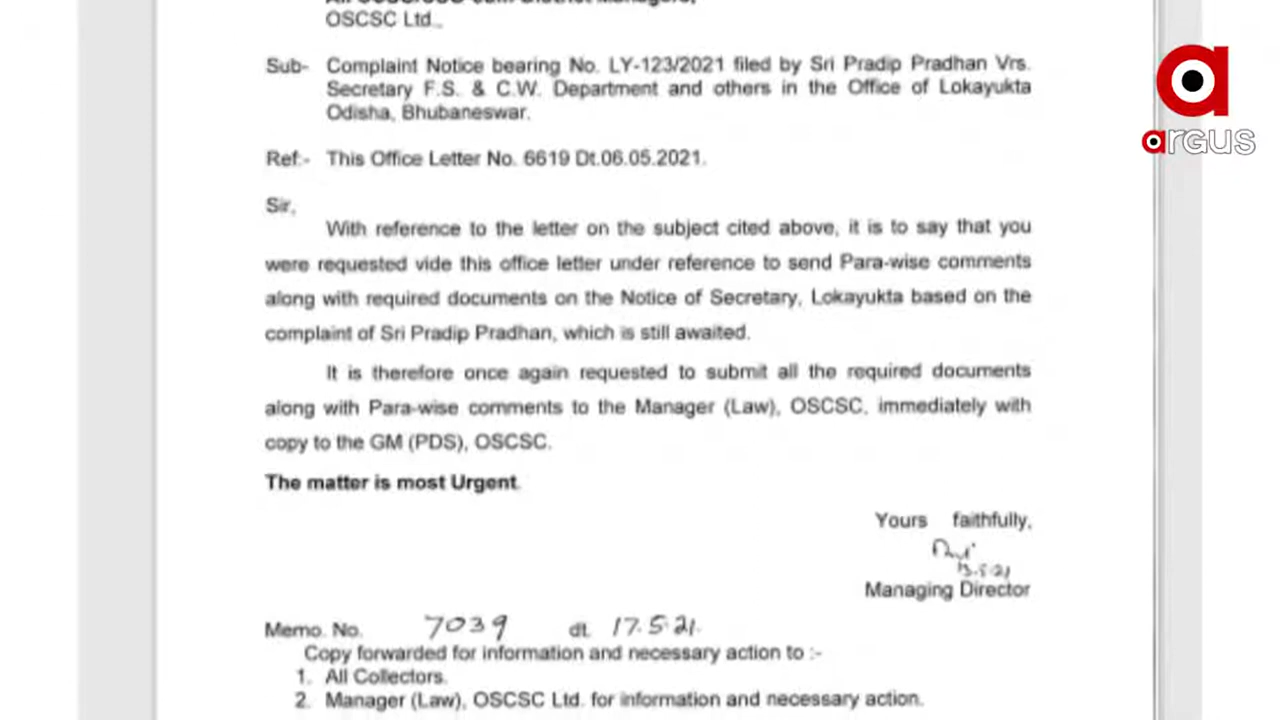 OSCSC Ltd.
Sub- Complaint Notice bearing No. LY-123/2021 filed by Sri Pradip Pradhan Vrs.
Secretary F.S. & C.W. Department and others in the Office of Lokayukta
Odisha, Bhubaneswar.
argus
Ref:- This Office Letter No. 6619 Dt.06.05.2021.
Sir,
With reference to the letter on the subject cited above, it is to say that you
were requested vide this office letter under reference to send Para-wise comments
along with required documents on the Notice of Secretary, Lokayukta based on the
complaint of Sri Pradip Pradhan, which is still awaited.
It is therefore once again requested to submit all the required documents
along with Para-wise comments to the Manager (Law), OSCSC, immediately with
copy to the GM (PDS), OSCSC.
The matter is most Urgent.
Yours faithfully,
13.5.21
Managing Director
Memo. No. 7039 dt. 17.5.21.
Copy forwarded for information and necessary action to :-
1. All Collectors.
2. Manager (Law), OSCSC Ltd. for information and necessary action.